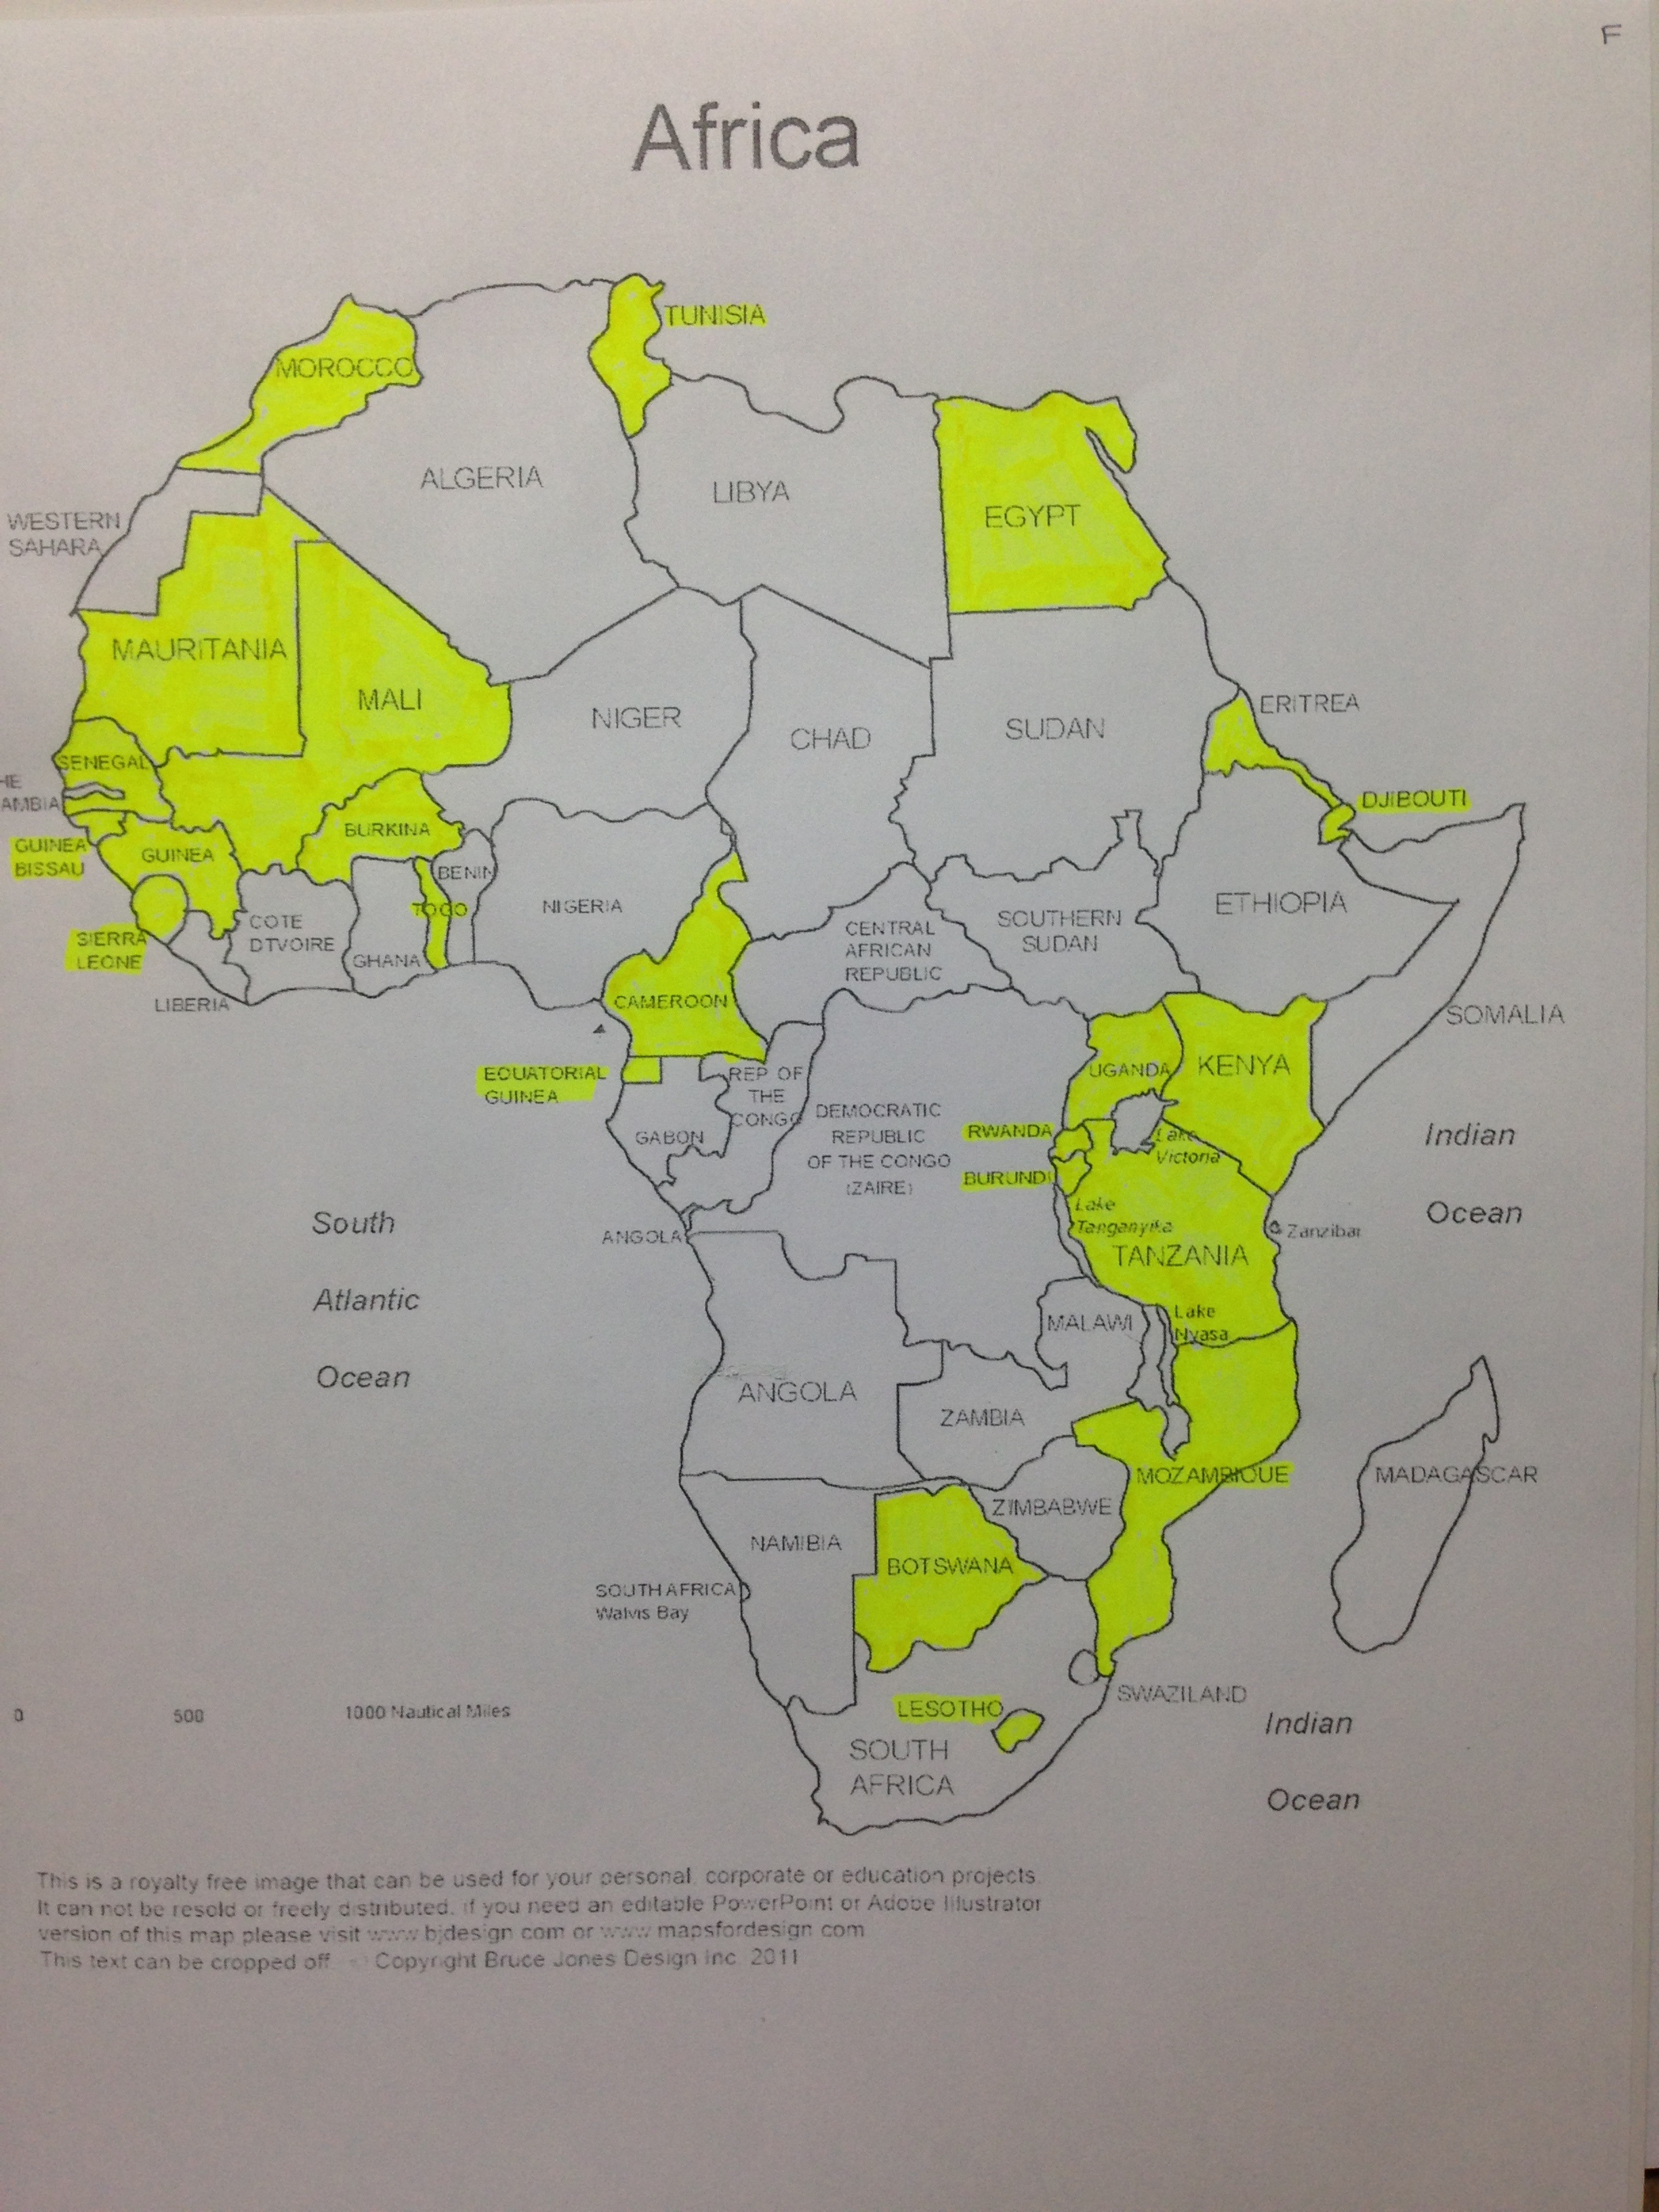 F
Africa
TUNISIA
MOROCCO
ALGERIA
LIBYA
EGYPT
WESTERN
SAHARA
MAURITANIA
MALI
NIGER
CHAD
SUDAN
ERITREA
SENEGAL
HE
AMBIA
DJIBOUTI
GUINEA
BISSAU
GUINEA
BURKINA
BENIN
TOGO
NIGERIA
SIERRA
LEONE
COTE
DTVOIRE
GHANA
LIBERIA
CENTRAL
AFRICAN
REPUBLIC
SOUTHERN
SUDAN
ETHIOPIA
SOMALIA
CAMEROON
EQUATORIAL
GUINEA
REP OF
THE
CONGO
GABON
DEMOCRATIC
REPUBLIC
OF THE CONGO
(ZAIRE)
UGANDA
KENYA
RWANDA
BURUNDI
Lake
Victoria
Indian
Ocean
Lake
Tanganyika
Zanzibar
TANZANIA
South
Atlantic
Ocean
ANGOLA
MALAWI
Lake
Nyasa
ANGOLA
ZAMBIA
MOZAMBIQUE
MADAGASCAR
ZIMBABWE
NAMIBIA
BOTSWANA
SOUTH AFRICA
Walvis Bay
SWAZILAND
LESOTHO
SOUTH
AFRICA
Indian
Ocean
0 500 1000 Nautical Miles
This is a royalty free image that can be used for your personal, corporate or education projects.
It can not be resold or freely distributed. If you need an editable PowerPoint or Adobe Illustrator
version of this map please visit www.bjdesign.com or www.mapsfordesign.com
This text can be cropped off. © Copyright Bruce Jones Design Inc. 2011